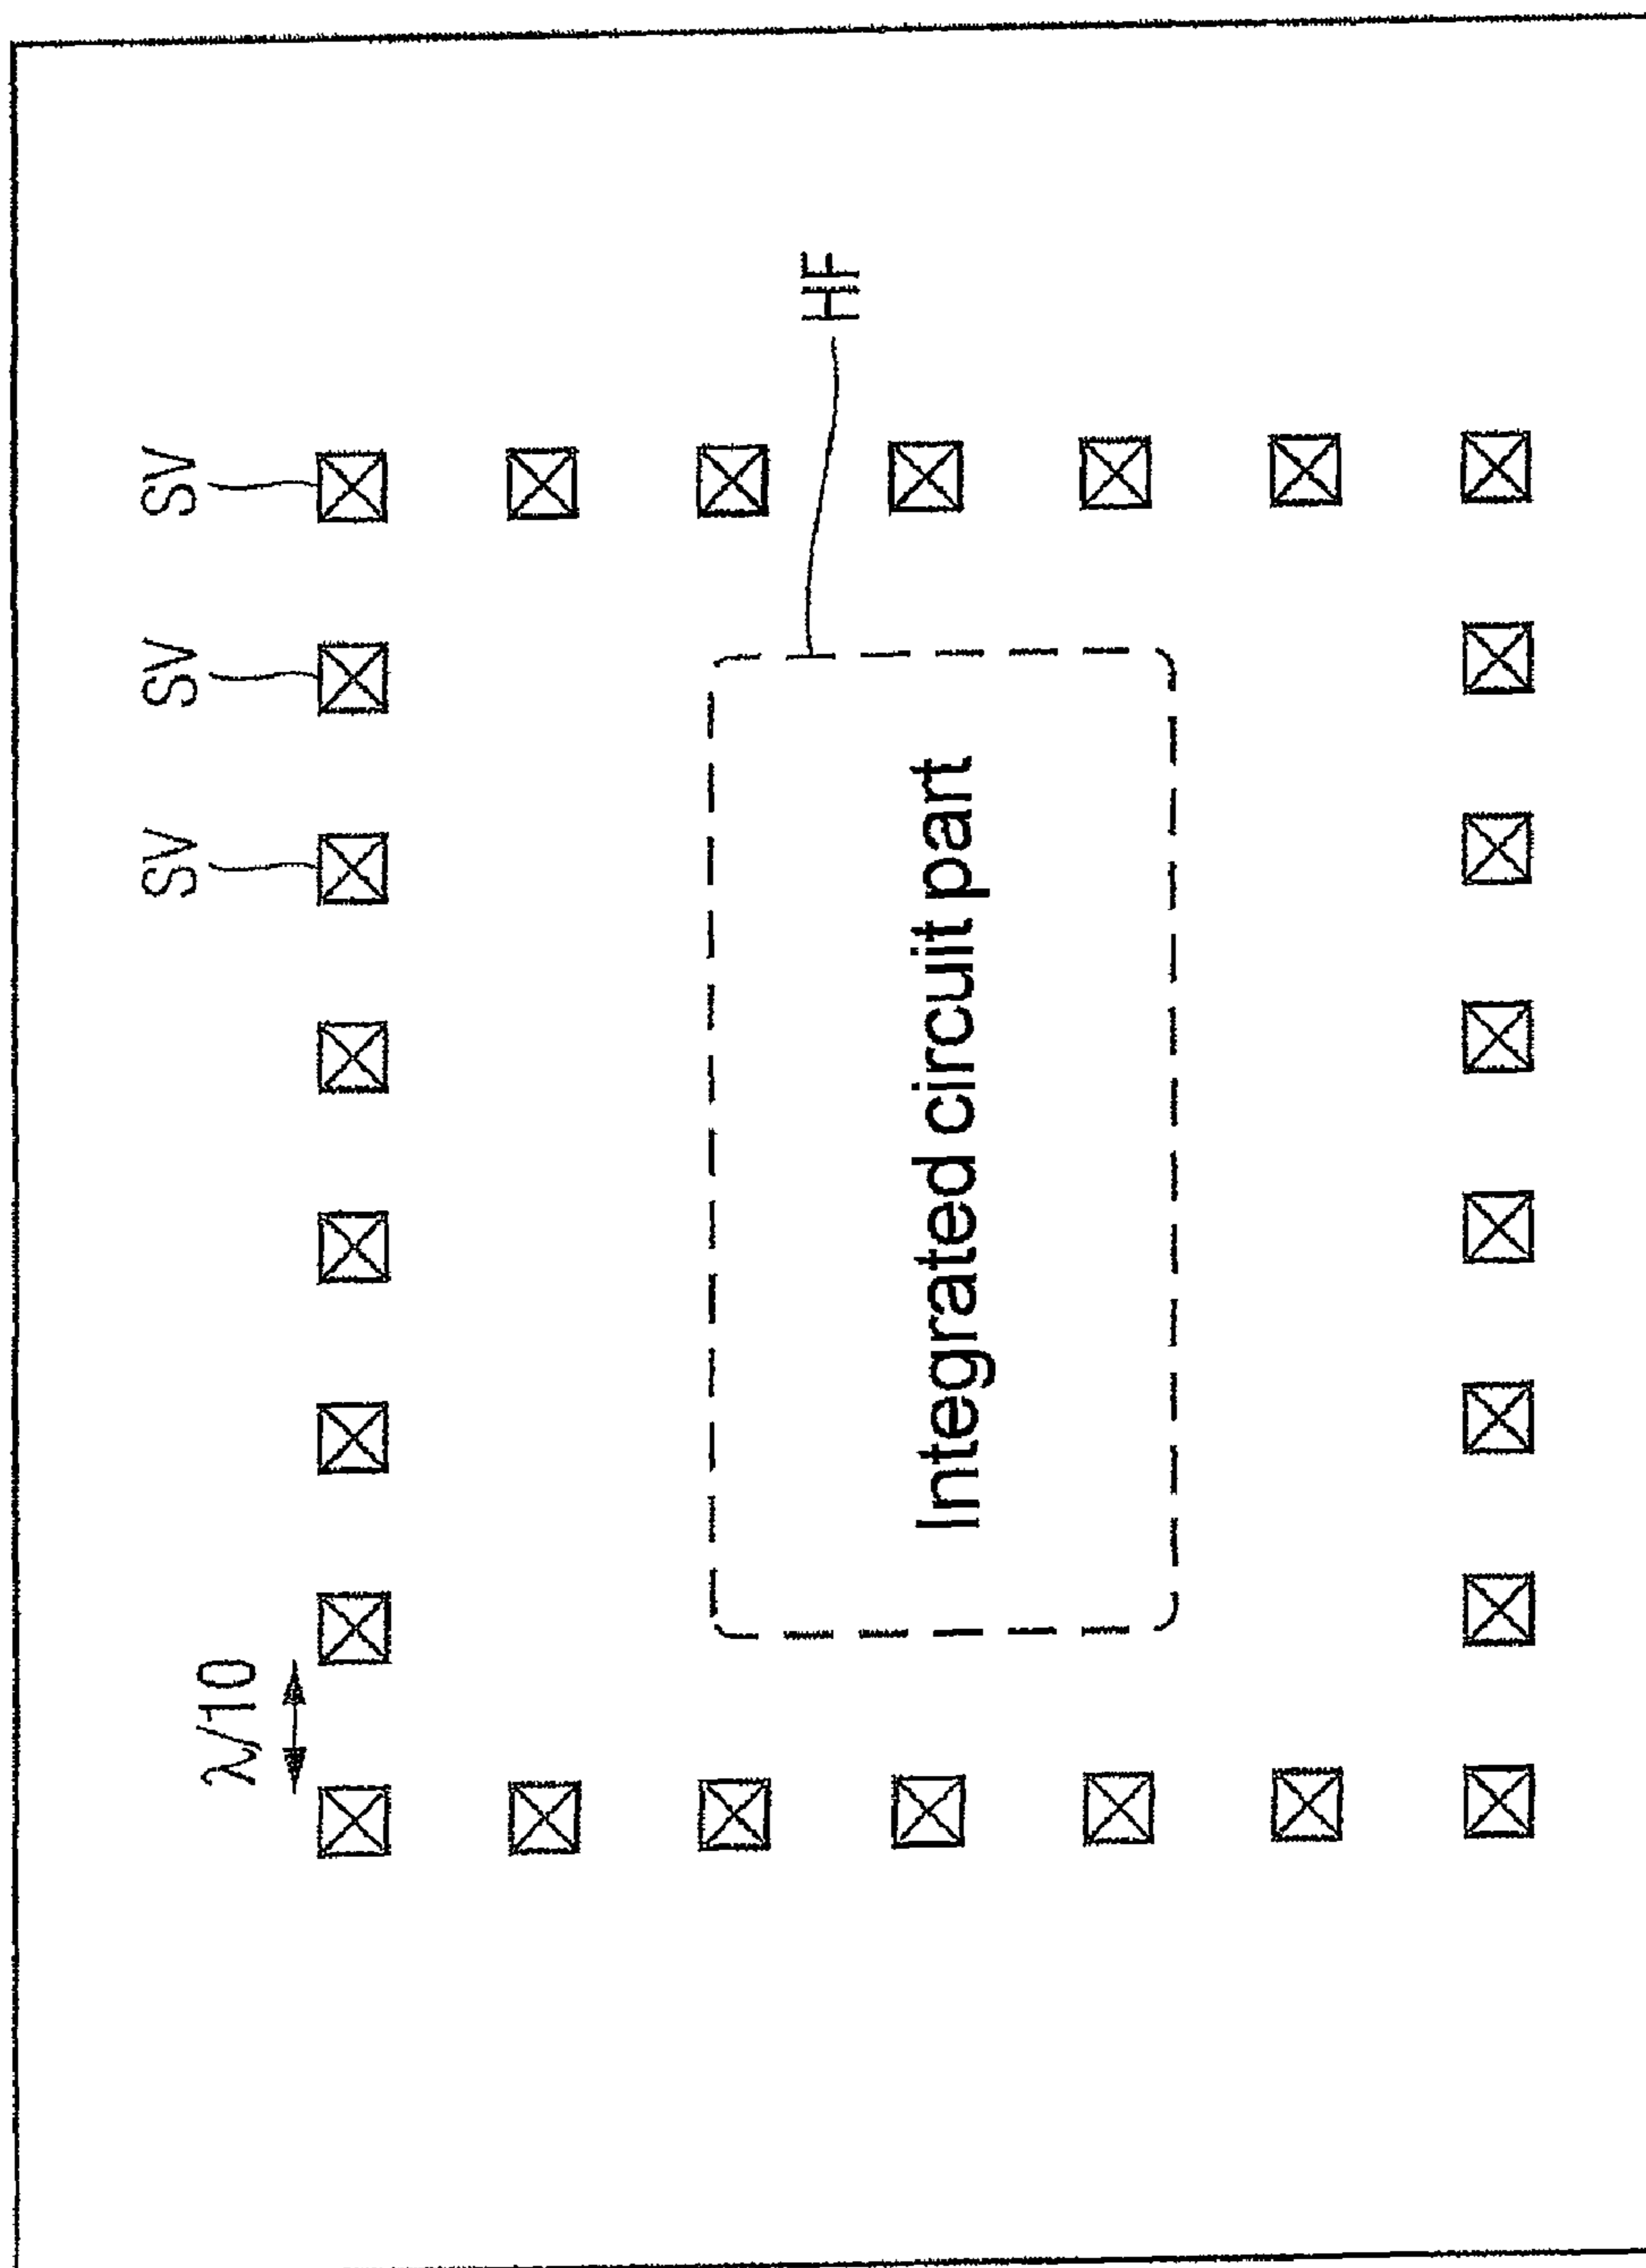 λ/10
SV
SV
SV
HF
Integrated circuit part